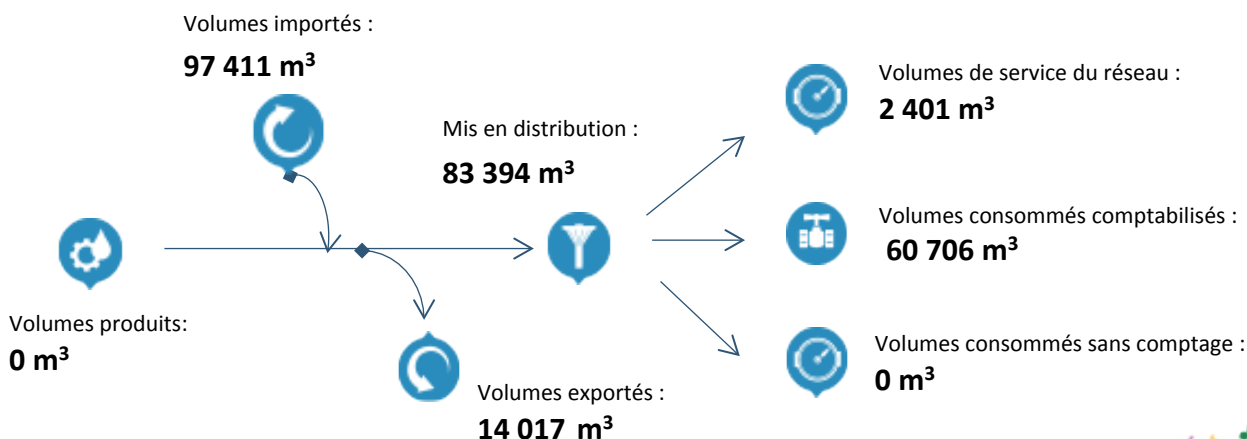 Volumes importés :
97 411 m³
Volumes de service du réseau :
2 401 m³
Mis en distribution :
83 394 m³
Volumes consommés comptabilisés :
60 706 m³
Volumes produits:
0 m³
Volumes consommés sans comptage :
0 m³
Volumes exportés :
14 017 m³